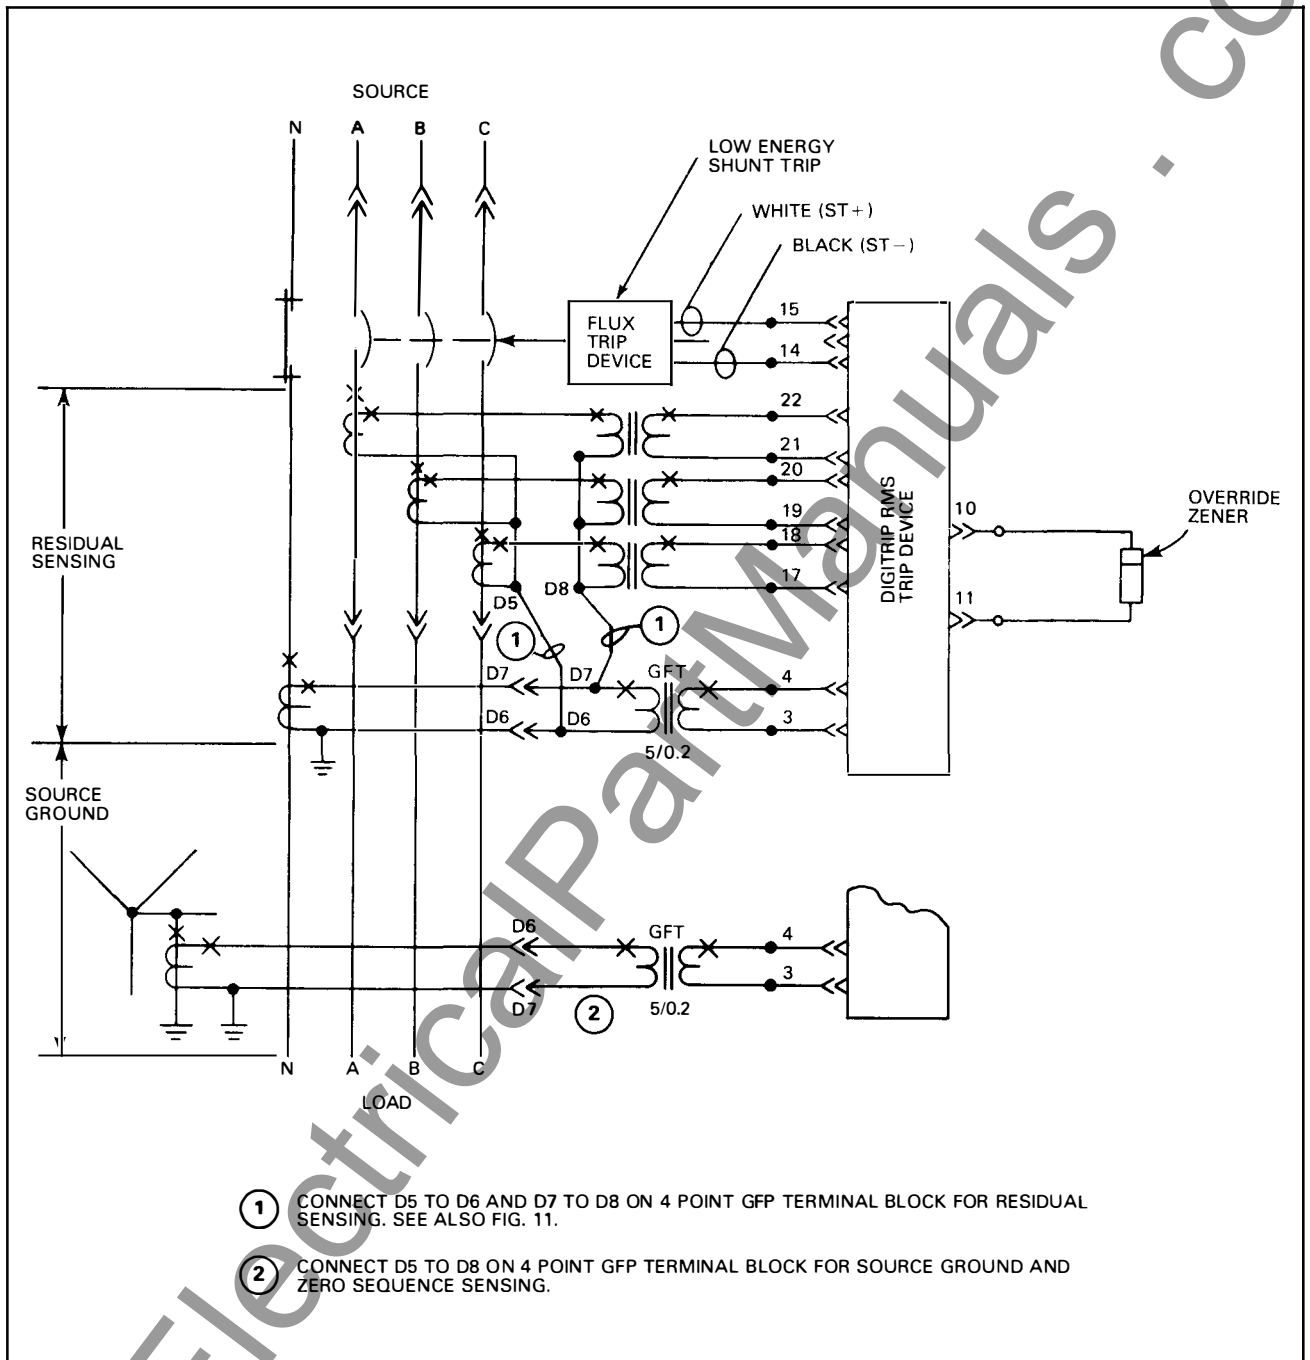 SOURCE
N A B C
LOW ENERGY
SHUNT TRIP
WHITE (ST+)
BLACK (ST−)
FLUX
TRIP
DEVICE
15
14
22
21
20
19
18
17
DIGITRIP RMS
TRIP DEVICE
10
11
OVERRIDE
ZENER
RESIDUAL
SENSING
D5
D8
1
1
D7
D7
GFT
4
D6
D6
3
5/0.2
SOURCE
GROUND
D6
GFT
4
3
D7
2
5/0.2
N A B C
LOAD
1 CONNECT D5 TO D6 AND D7 TO D8 ON 4 POINT GFP TERMINAL BLOCK FOR RESIDUAL
SENSING. SEE ALSO FIG. 11.
2 CONNECT D5 TO D8 ON 4 POINT GFP TERMINAL BLOCK FOR SOURCE GROUND AND
ZERO SEQUENCE SENSING.
ElectricalPartManuals . co